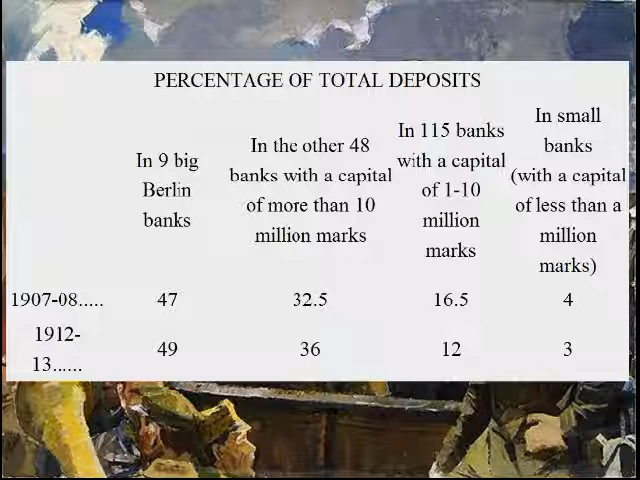 PERCENTAGE OF TOTAL DEPOSITS
In 9 big
Berlin
banks
In the other 48
banks with a capital
of more than 10
million marks
In 115 banks
with a capital
of 1-10
million
marks
In small
banks
(with a capital
of less than a
million
marks)
1907-08..... 47 32.5 16.5 4
1912-
13...... 49 36 12 3